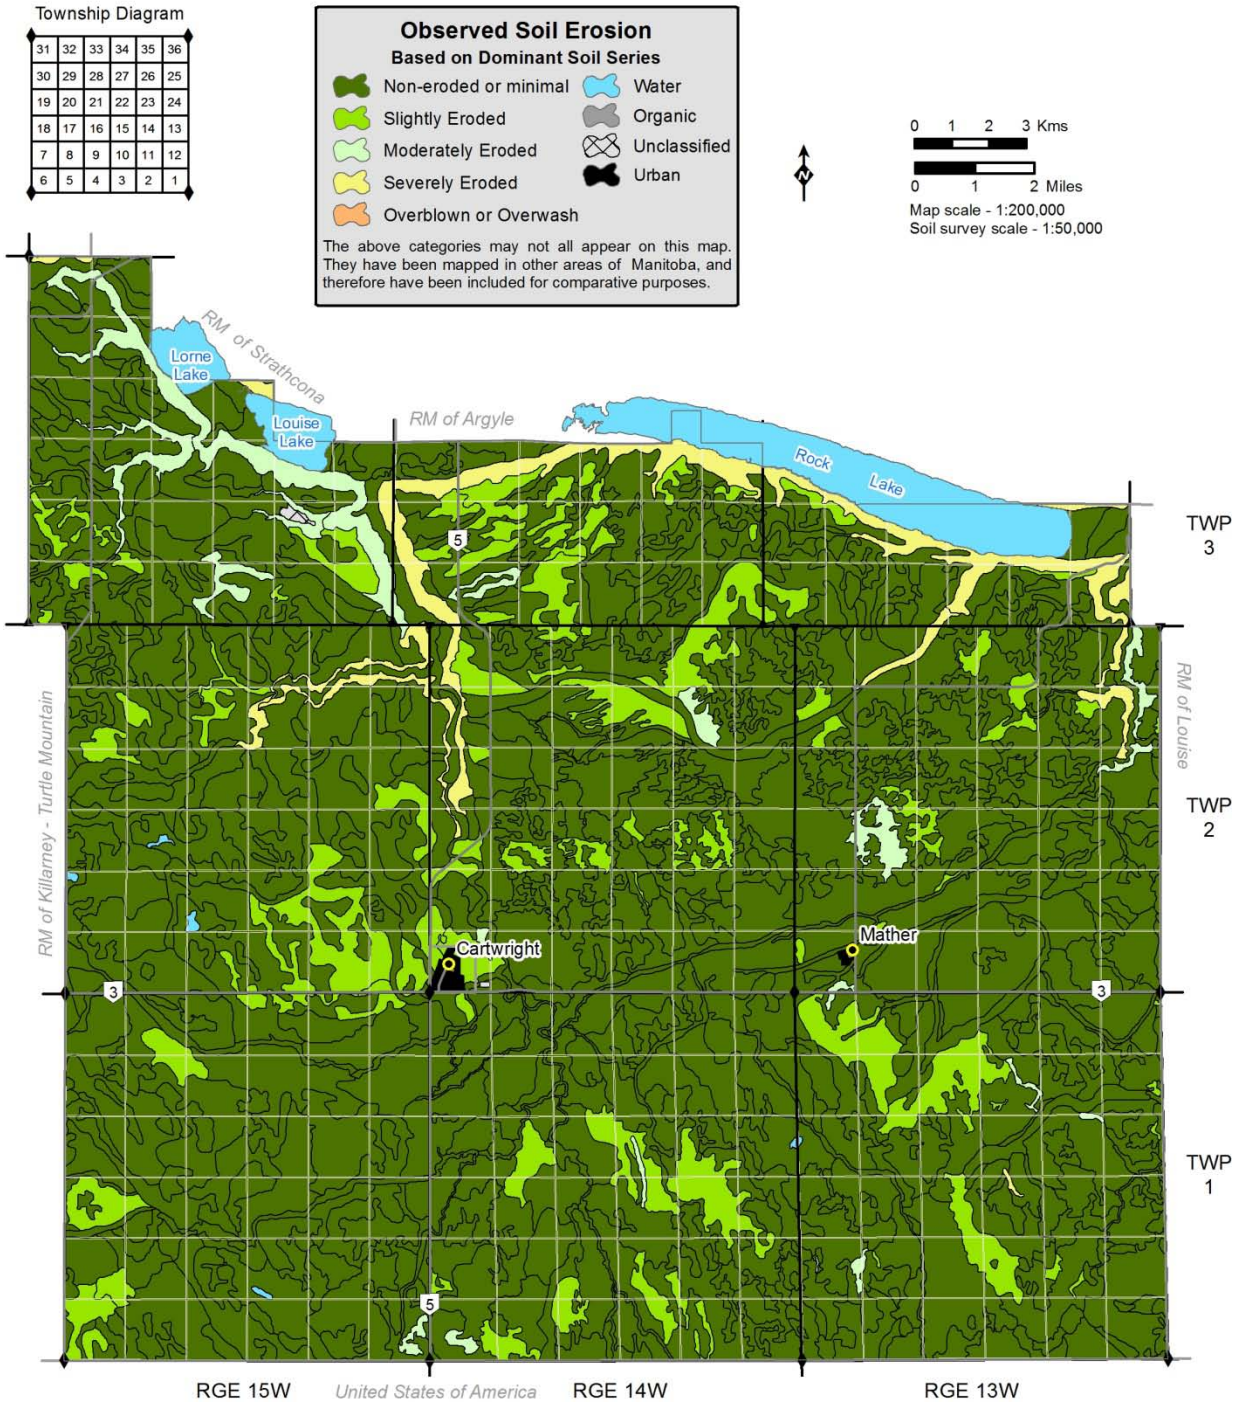 Township Diagram
31 32 33 34 35 36
30 29 28 27 26 25
19 20 21 22 23 24
18 17 16 15 14 13
7 8 9 10 11 12
6 5 4 3 2 1
Observed Soil Erosion
Based on Dominant Soil Series
Non-eroded or minimal
Slightly Eroded
Moderately Eroded
Severely Eroded
Overblown or Overwash
Water
Organic
Unclassified
Urban
The above categories may not all appear on this map.
They have been mapped in other areas of Manitoba, and
therefore have been included for comparative purposes.
N
0 1 2 3 Kms
0 1 2 Miles
Map scale - 1:200,000
Soil survey scale - 1:50,000
RM of Strathcona
Lorne
Lake
Louise
Lake
RM of Argyle
Rock Lake
5
TWP
3
RM of Killarney - Turtle Mountain
RM of Louise
TWP
2
Cartwright
Mather
3
3
TWP
1
5
RGE 15W
United States of America
RGE 14W
RGE 13W